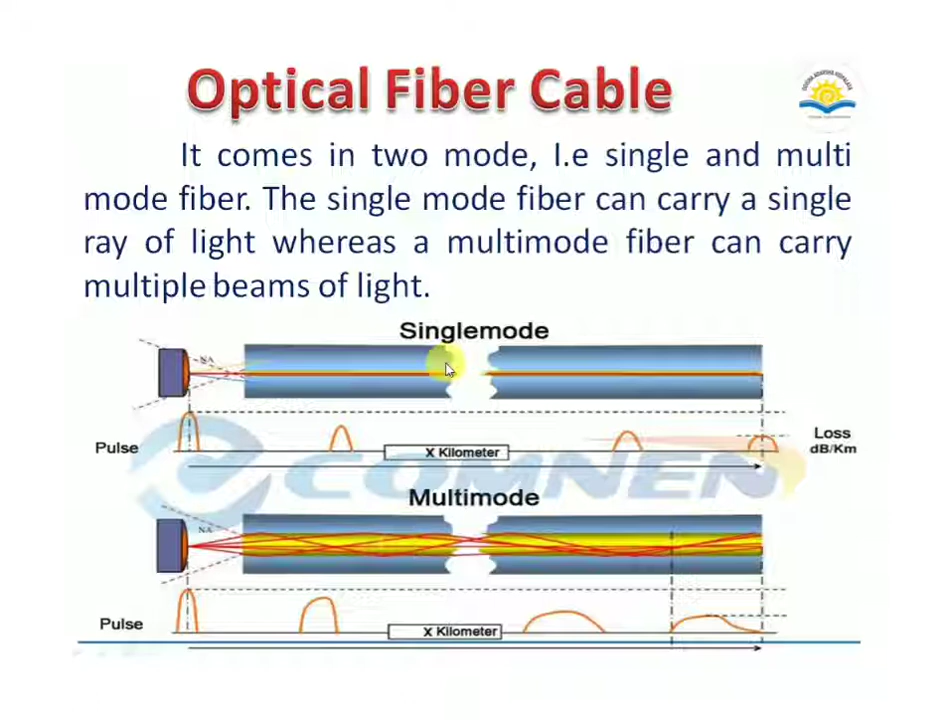 Optical Fiber Cable
It comes in two mode, I.e single and multi
mode fiber. The single mode fiber can carry a single
ray of light whereas a multimode fiber can carry
multiple beams of light.
Singlemode
NA
Pulse
X Kilometer
Loss
dB/Km
COMNEN
Multimode
NA
Pulse
X Kilometer